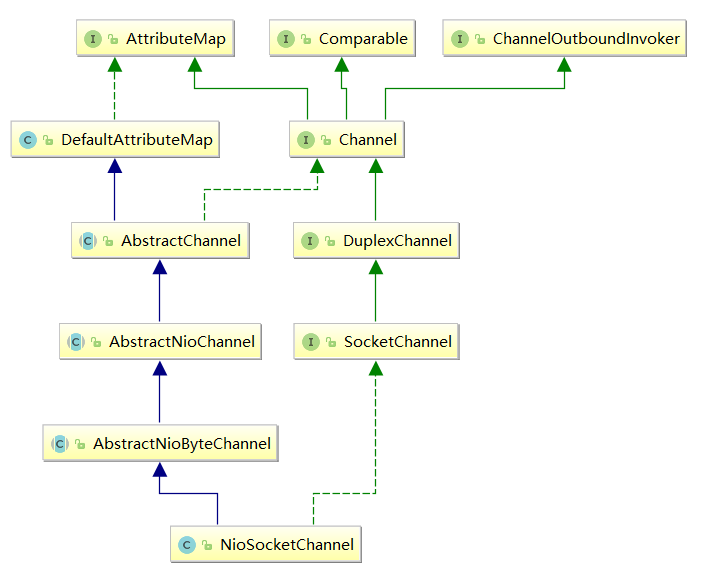 I AttributeMap
I Comparable
I ChannelOutboundInvoker
C DefaultAttributeMap
I Channel
C AbstractChannel
I DuplexChannel
C AbstractNioChannel
I SocketChannel
C AbstractNioByteChannel
C NioSocketChannel